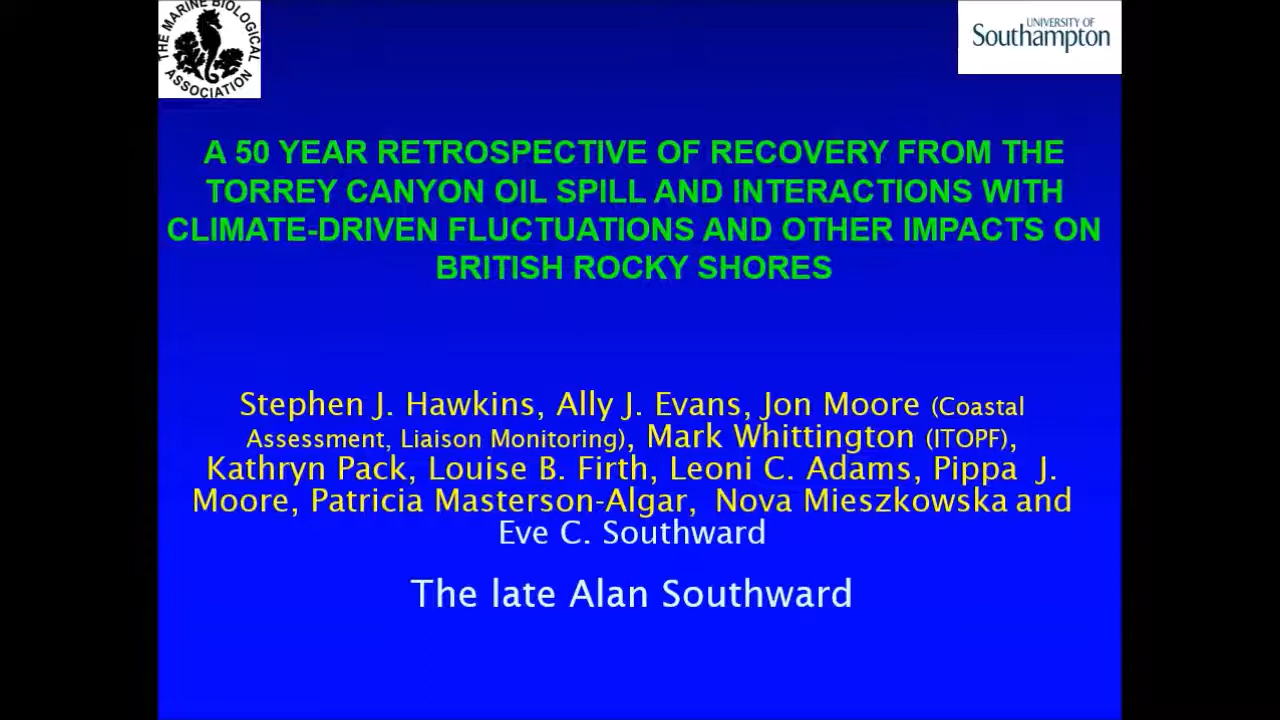 THE MARINE BIOLOGICAL
ASSOCIATION
UNIVERSITY OF
Southampton
A 50 YEAR RETROSPECTIVE OF RECOVERY FROM THE
TORREY CANYON OIL SPILL AND INTERACTIONS WITH
CLIMATE-DRIVEN FLUCTUATIONS AND OTHER IMPACTS ON
BRITISH ROCKY SHORES
Stephen J. Hawkins, Ally J. Evans, Jon Moore (Coastal
Assessment, Liaison Monitoring), Mark Whittington (ITOPF),
Kathryn Pack, Louise B. Firth, Leoni C. Adams, Pippa J.
Moore, Patricia Masterson-Algar, Nova Mieszkowska and
Eve C. Southward
The late Alan Southward